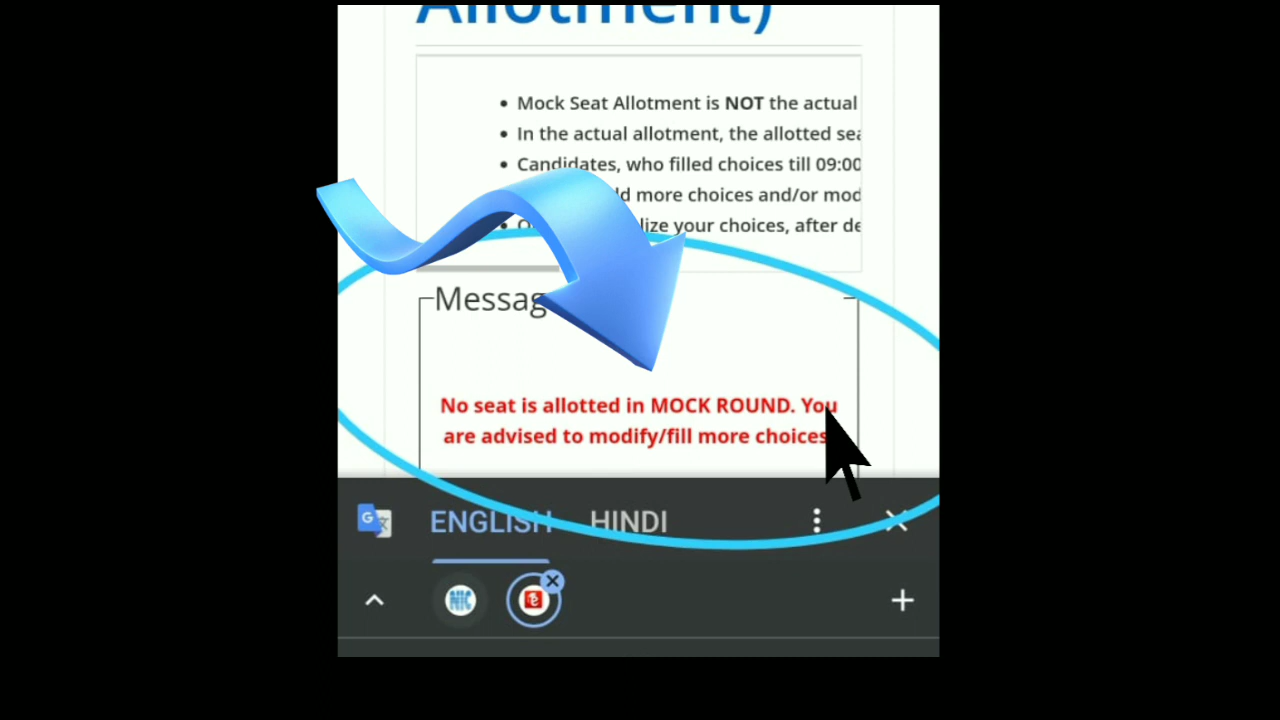 Allotment)
Mock Seat Allotment is NOT the actual
In the actual allotment, the allotted sea
Candidates, who filled choices till 09:00
more choices and/or mod
your choices, after de
Messag
No seat is allotted in MOCK ROUND. You
are advised to modify/fill more choices
ENGLISH HINDI
NIC